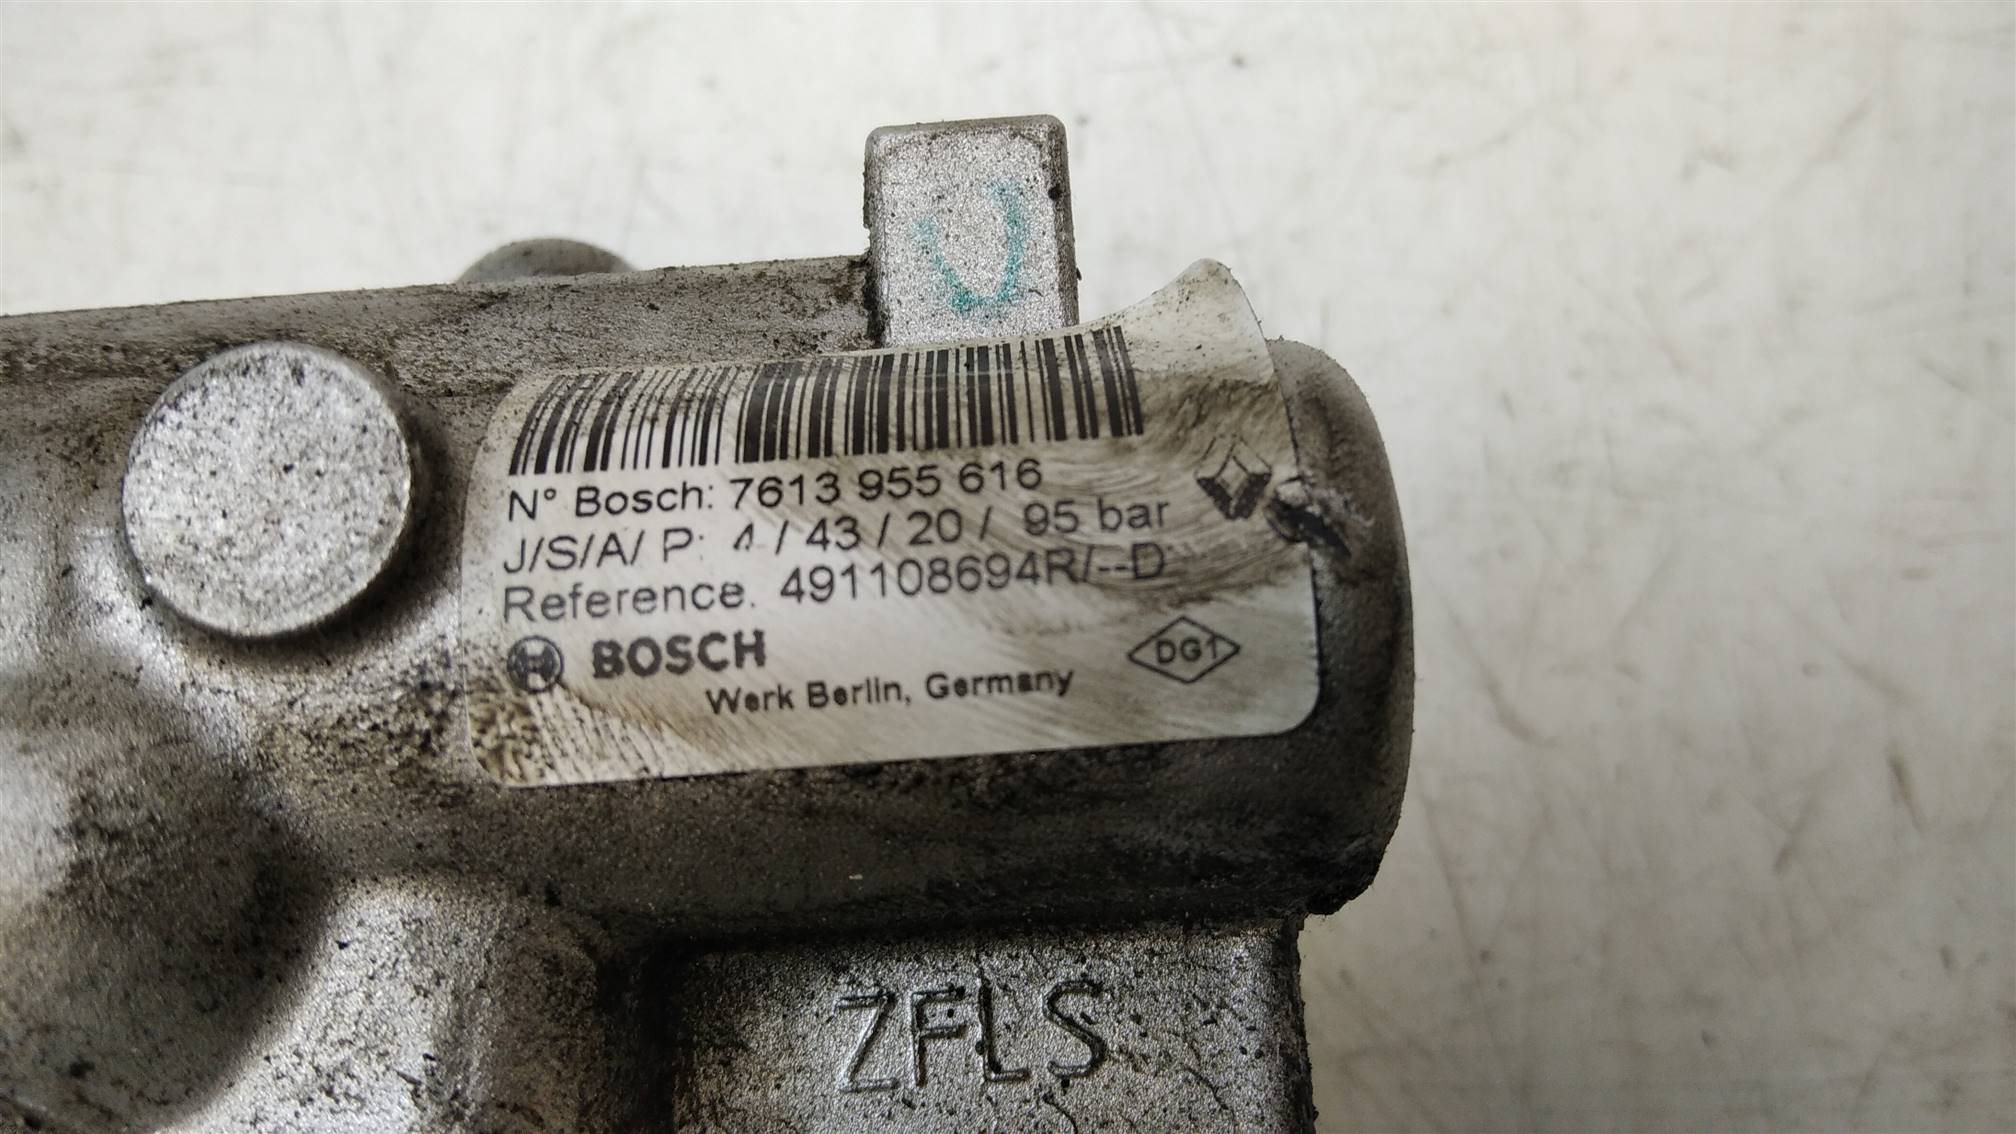 N° Bosch: 7613 955 616
J/S/A/ P: 4 / 43 / 20 / 95 bar
Reference. 491108694R/--D
BOSCH
DG1
Werk Berlin, Germany
ZFLS